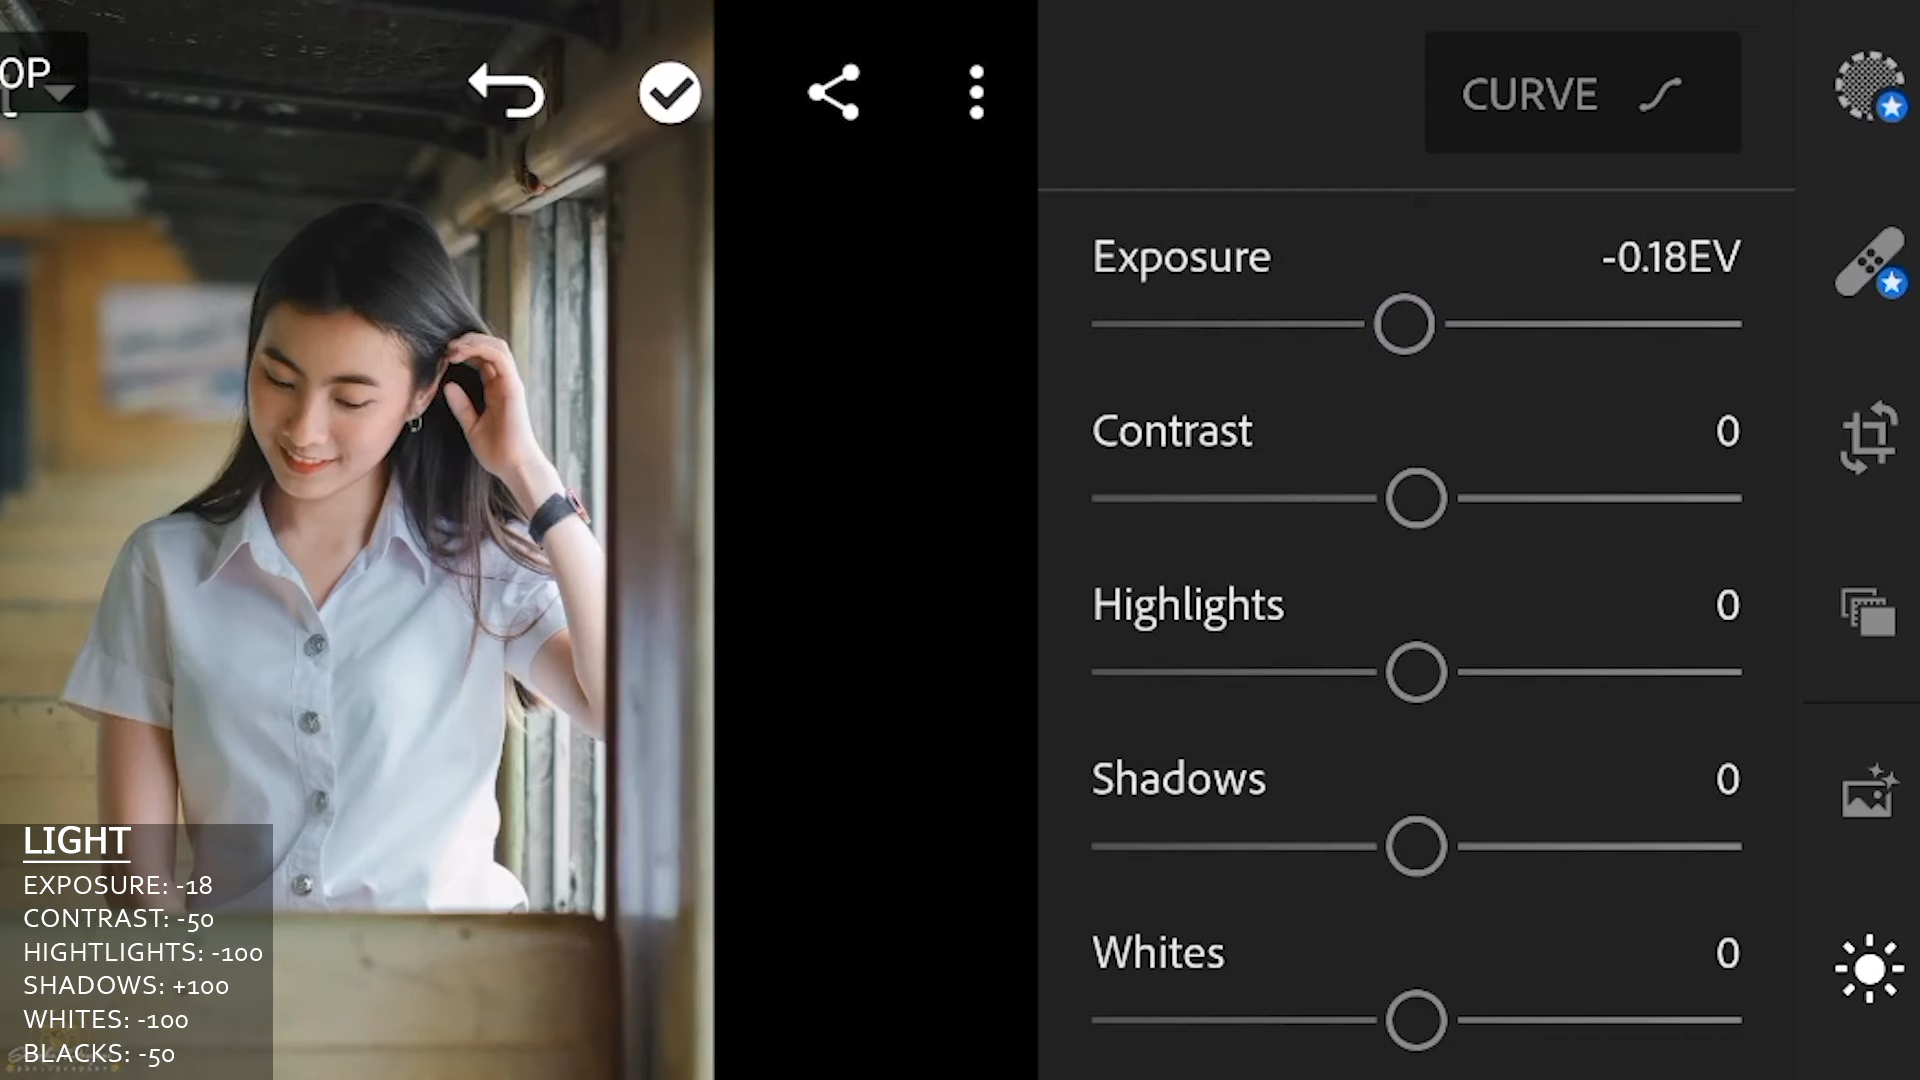 OP
CURVE
Exposure -0.18EV
Contrast 0
Highlights 0
Shadows 0
Whites 0
LIGHT
EXPOSURE: -18
CONTRAST: -50
HIGHTLIGHTS: -100
SHADOWS: +100
WHITES: -100
BLACKS: -50